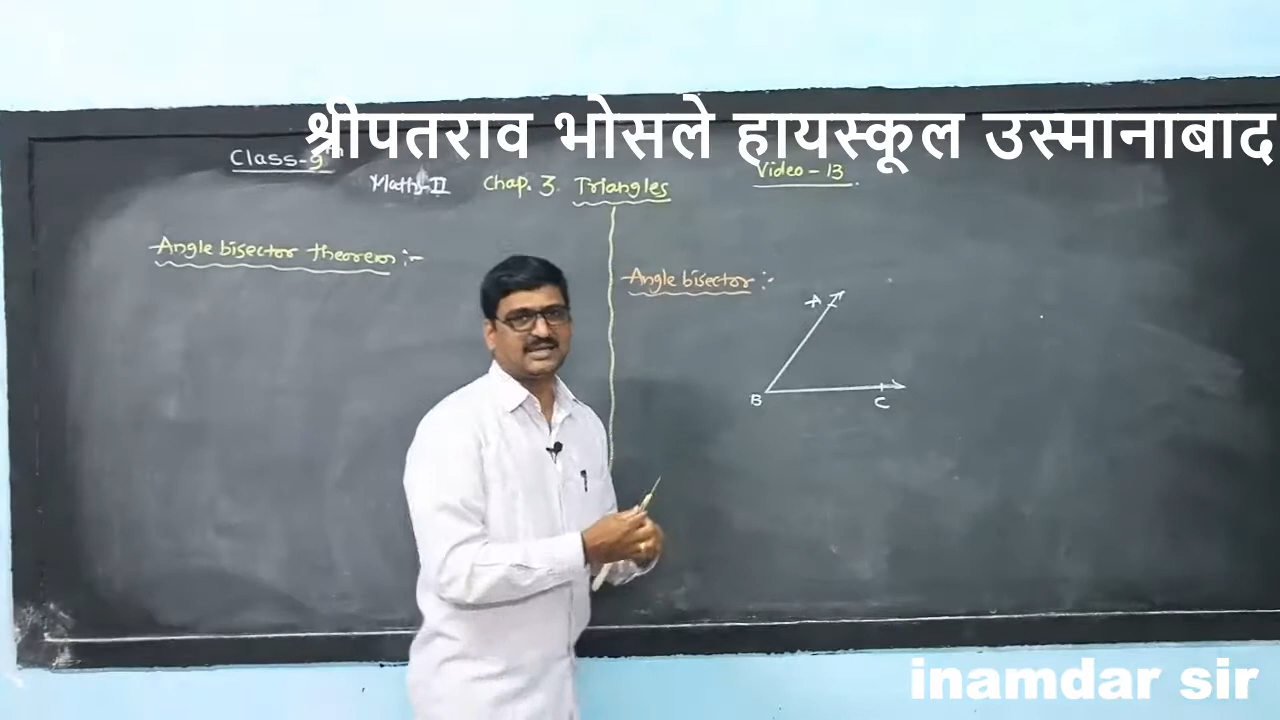 श्रीपतराव भोसले हायस्कूल उस्मानाबाद
Class-9th
Maths-II Chap. 3. Triangles
Video-13.
Angle bisector theorem:-
Angle bisector:-
A
B
C
inamdar sir